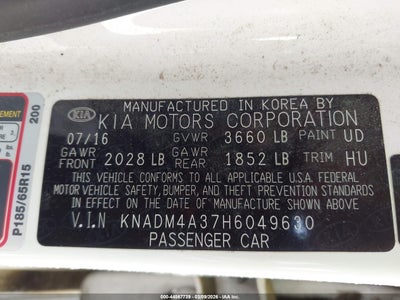 MANUFACTURED IN KOREA BY
KIA KIA MOTORS CORPORATION
07/16 GVWR 3660 LB PAINT UD
GAWR FRONT 2028 LB GAWR REAR 1852 LB TRIM HU
THIS VEHICLE CONFORMS TO ALL APPLICABLE U.S.A. FEDERAL
MOTOR VEHICLE SAFETY, BUMPER, AND THEFT PREVENTION STANDARDS
IN EFFECT ON THE DATE OF MANUFACTURE SHOWN ABOVE.
V.I.N KNADM4A37H6049630
PASSENGER CAR
EMENT
200
P185/65R15